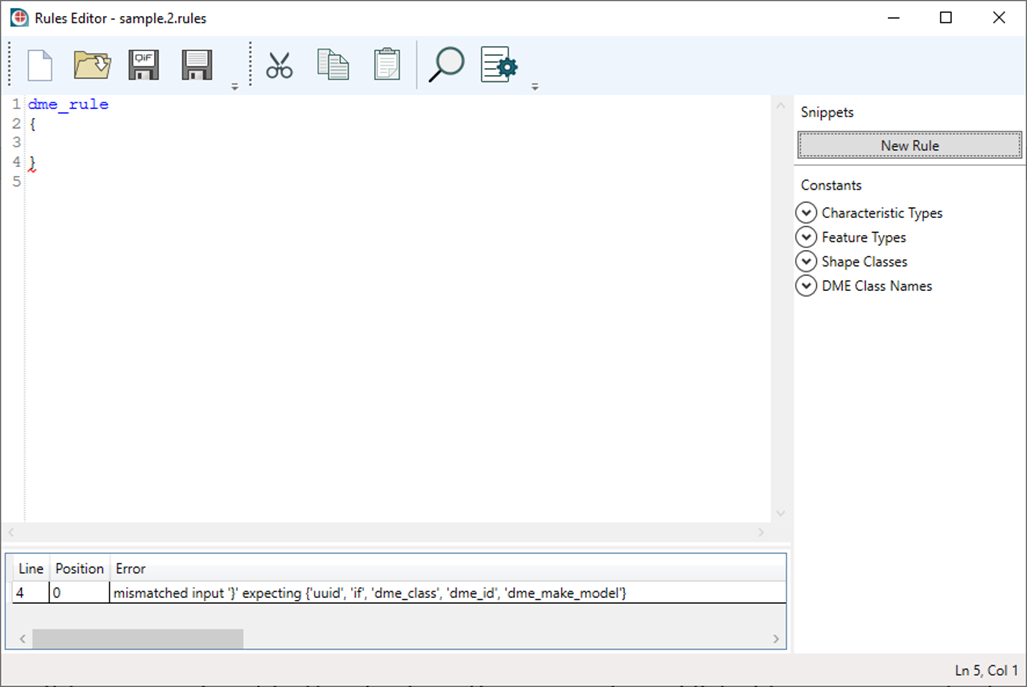 Rules Editor - sample.2.rules
QiF
1 dme_rule
2 {
3
4 }
5
Snippets
New Rule
Constants
Characteristic Types
Feature Types
Shape Classes
DME Class Names
Line Position Error
4 0 mismatched input '}' expecting {'uuid', 'if', 'dme_class', 'dme_id', 'dme_make_model'}
Ln 5, Col 1